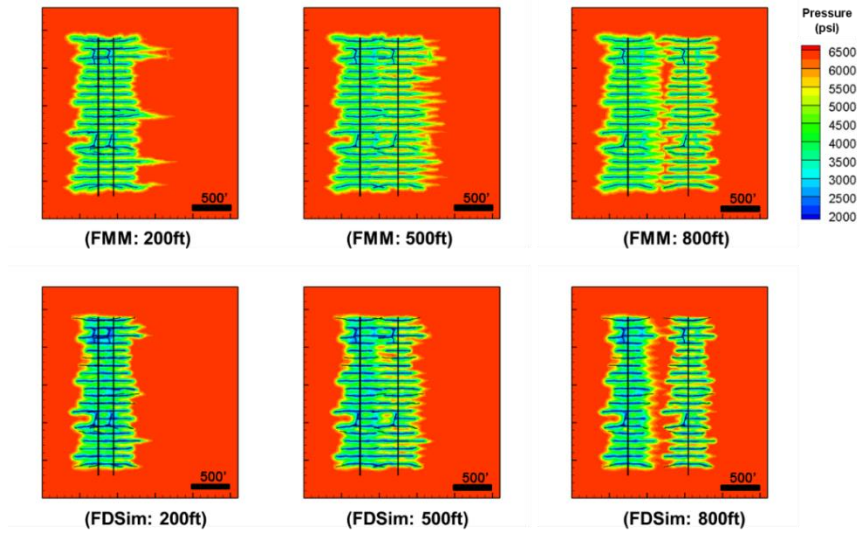 Pressure
(psi)
6500
6000
5500
5000
4500
4000
3500
3000
2500
2000
500'
500'
500'
(FMM: 200ft)
(FMM: 500ft)
(FMM: 800ft)
500'
500'
500'
(FDSim: 200ft)
(FDSim: 500ft)
(FDSim: 800ft)